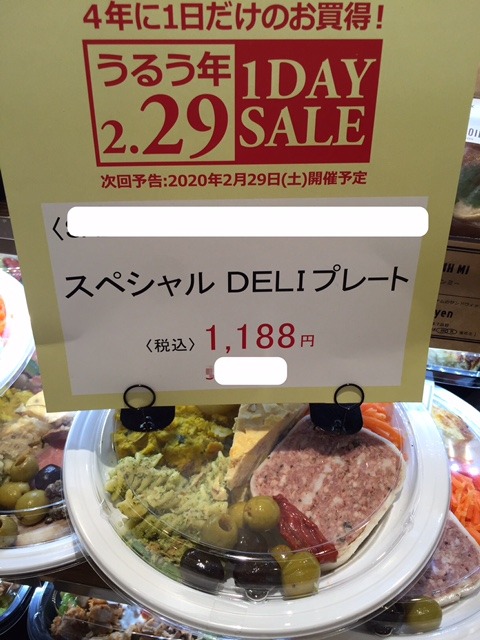 4年に1日だけのお買得!
うるう年
2.29
1DAY
SALE
次回予告:2020年2月29日(土)開催予定
スペシャル DELIプレート
〈税込〉 1,188円